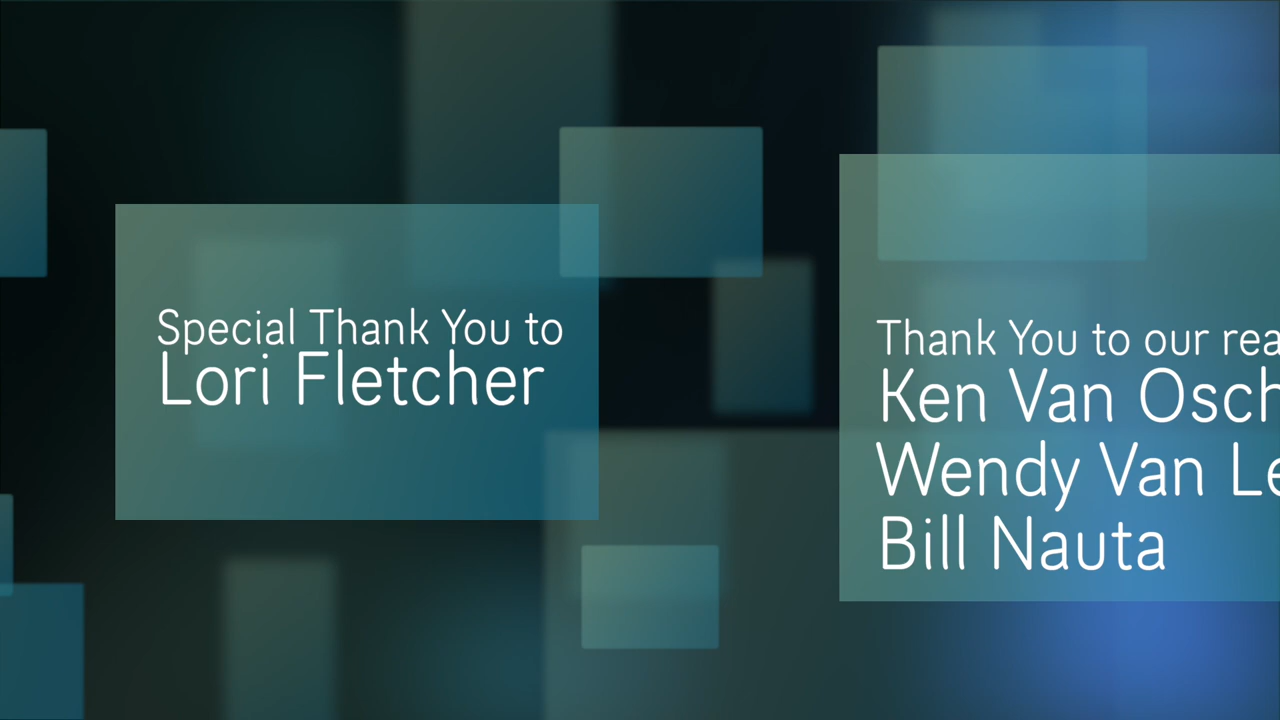 Special Thank You to
Lori Fletcher
Thank You to our
Ken Van
Wendy Van
Bill Nauta